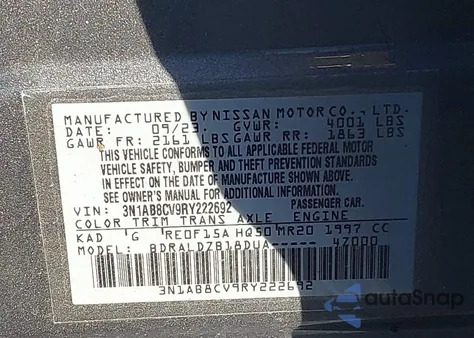 MANUFACTURED BY NISSAN MOTOR CO., LTD.
DATE: 09/23 GVWR: 4001 LBS
GAWR FR: 2161 LBS GAWR RR: 1863 LBS
THIS VEHICLE CONFORMS TO ALL APPLICABLE FEDERAL MOTOR
VEHICLE SAFETY, BUMPER AND THEFT PREVENTION STANDARDS
IN EFFECT ON THE DATE OF MANUFACTURE SHOWN ABOVE.
SEE OWNER'S MANUAL FOR ADDITIONAL INFORMATION.
VIN: 3N1AB8CV9RY222692 PASSENGER CAR.
COLOR TRIM TRANS AXLE ENGINE
KAD G RE0F15A HQ50 MR20 1997 CC
MODEL: BDRALDZB18DUA----- 4Z000
3N1AB8CV9RY222692
autoSnap